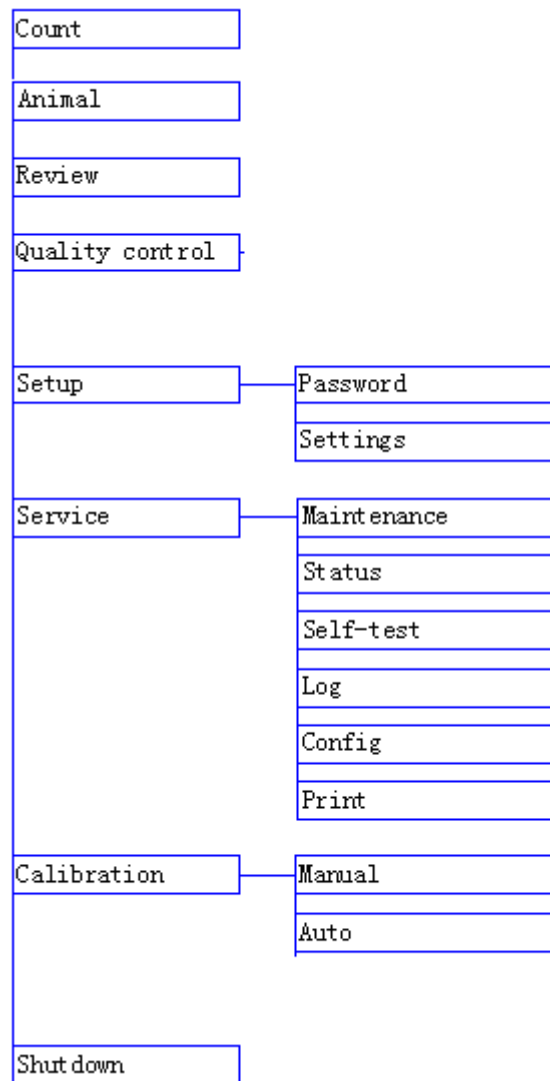 Count
Animal
Review
Quality control
Setup
Password
Settings
Service
Maintenance
Status
Self-test
Log
Config
Print
Calibration
Manual
Auto
Shutdown